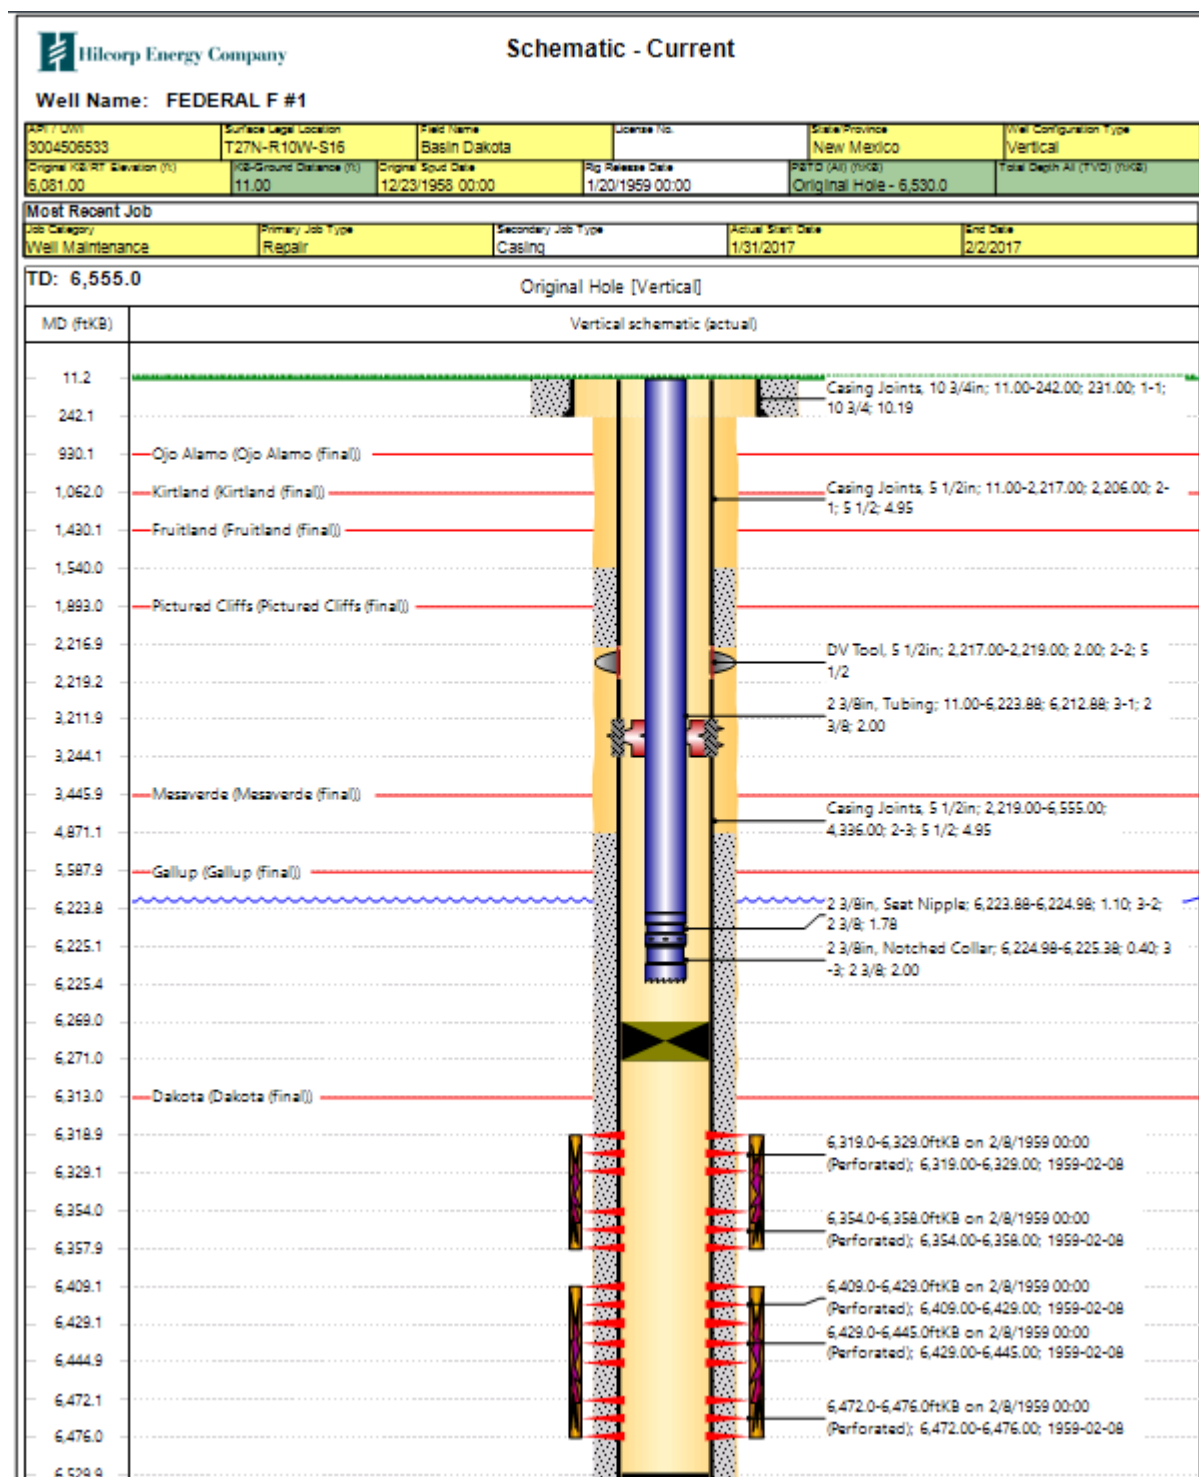 Hilcorp Energy Company
Schematic - Current
Well Name: FEDERAL F #1
API / UWI
Surface Legal Location
Field Name
License No.
State/Province
Well Configuration Type
3004506533
T27N-R10W-S16
Basin Dakota
New Mexico
Vertical
Original KB/RT Elevation (ft)
KB-Ground Distance (ft)
Original Spud Date
Rig Release Date
PBTD (All) (ftKB)
Total Depth All (TVD) (ftKB)
6,081.00
11.00
12/23/1958 00:00
1/20/1959 00:00
Original Hole - 6,530.0
Most Recent Job
Job Category
Primary Job Type
Secondary Job Type
Actual Start Date
End Date
Well Maintenance
Repair
Casing
1/31/2017
2/2/2017
TD: 6,555.0
Original Hole [Vertical]
MD (ftKB)
Vertical schematic (actual)
11.2
Casing Joints, 10 3/4in; 11.00-242.00; 231.00; 1-1;
10 3/4; 10.19
242.1
930.1
Ojo Alamo (Ojo Alamo (final))
1,062.0
Kirtland (Kirtland (final))
Casing Joints, 5 1/2in; 11.00-2,217.00; 2,206.00; 2-
1; 5 1/2; 4.95
1,430.1
Fruitland (Fruitland (final))
1,540.0
1,893.0
Pictured Cliffs (Pictured Cliffs (final))
2,216.9
DV Tool, 5 1/2in; 2,217.00-2,219.00; 2.00; 2-2; 5
1/2
2,219.2
2 3/8in, Tubing; 11.00-6,223.88; 6,212.88; 3-1; 2
3/8; 2.00
3,211.9
3,244.1
3,445.9
Mesaverde (Mesaverde (final))
Casing Joints, 5 1/2in; 2,219.00-6,555.00;
4,336.00; 2-3; 5 1/2; 4.95
4,871.1
5,587.9
Gallup (Gallup (final))
6,223.8
2 3/8in, Seat Nipple; 6,223.88-6,224.98; 1.10; 3-2;
2 3/8; 1.78
6,225.1
2 3/8in, Notched Collar; 6,224.98-6,225.38; 0.40; 3
-3; 2 3/8; 2.00
6,225.4
6,269.0
6,271.0
6,313.0
Dakota (Dakota (final))
6,318.9
6,319.0-6,329.0ftKB on 2/8/1959 00:00
(Perforated); 6,319.00-6,329.00; 1959-02-08
6,329.1
6,354.0
6,354.0-6,358.0ftKB on 2/8/1959 00:00
(Perforated); 6,354.00-6,358.00; 1959-02-08
6,357.9
6,409.1
6,409.0-6,429.0ftKB on 2/8/1959 00:00
(Perforated); 6,409.00-6,429.00; 1959-02-08
6,429.1
6,429.0-6,445.0ftKB on 2/8/1959 00:00
(Perforated); 6,429.00-6,445.00; 1959-02-08
6,444.9
6,472.1
6,472.0-6,476.0ftKB on 2/8/1959 00:00
(Perforated); 6,472.00-6,476.00; 1959-02-08
6,476.0
6,529.9